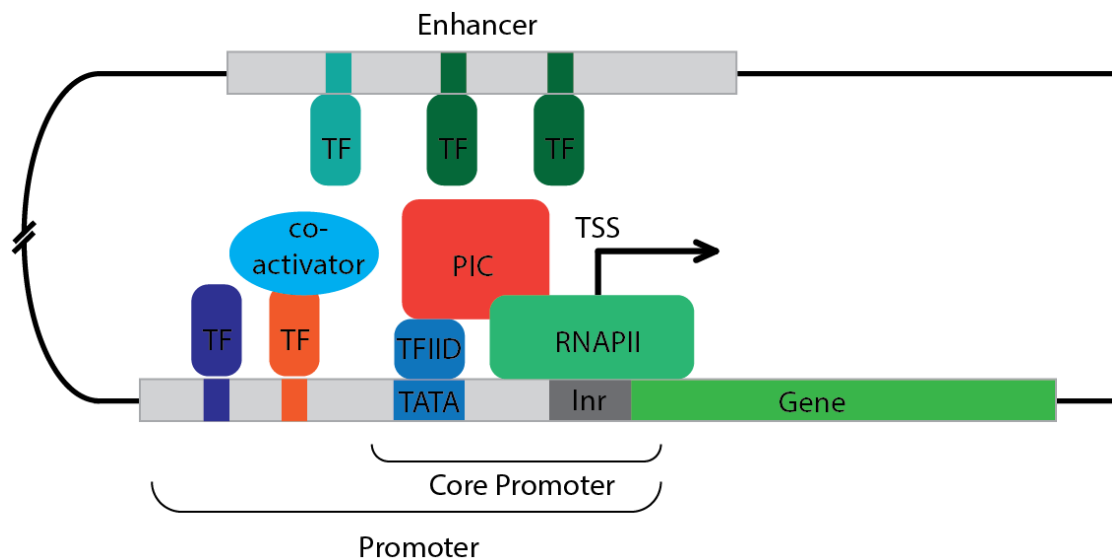 Enhancer
TF
TF
TF
co-
activator
PIC
TSS
TF
TF
TFIID
RNAPII
TATA
Inr
Gene
Core Promoter
Promoter